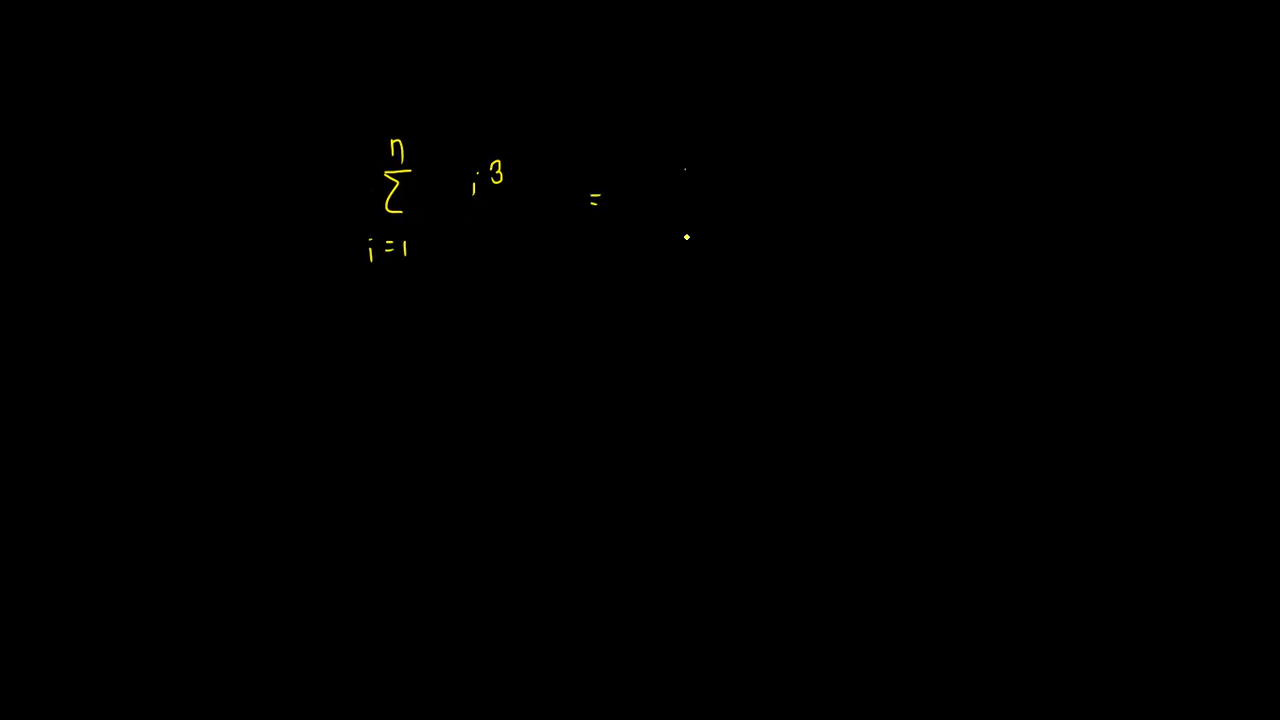 n
∑ i³ =
i=1